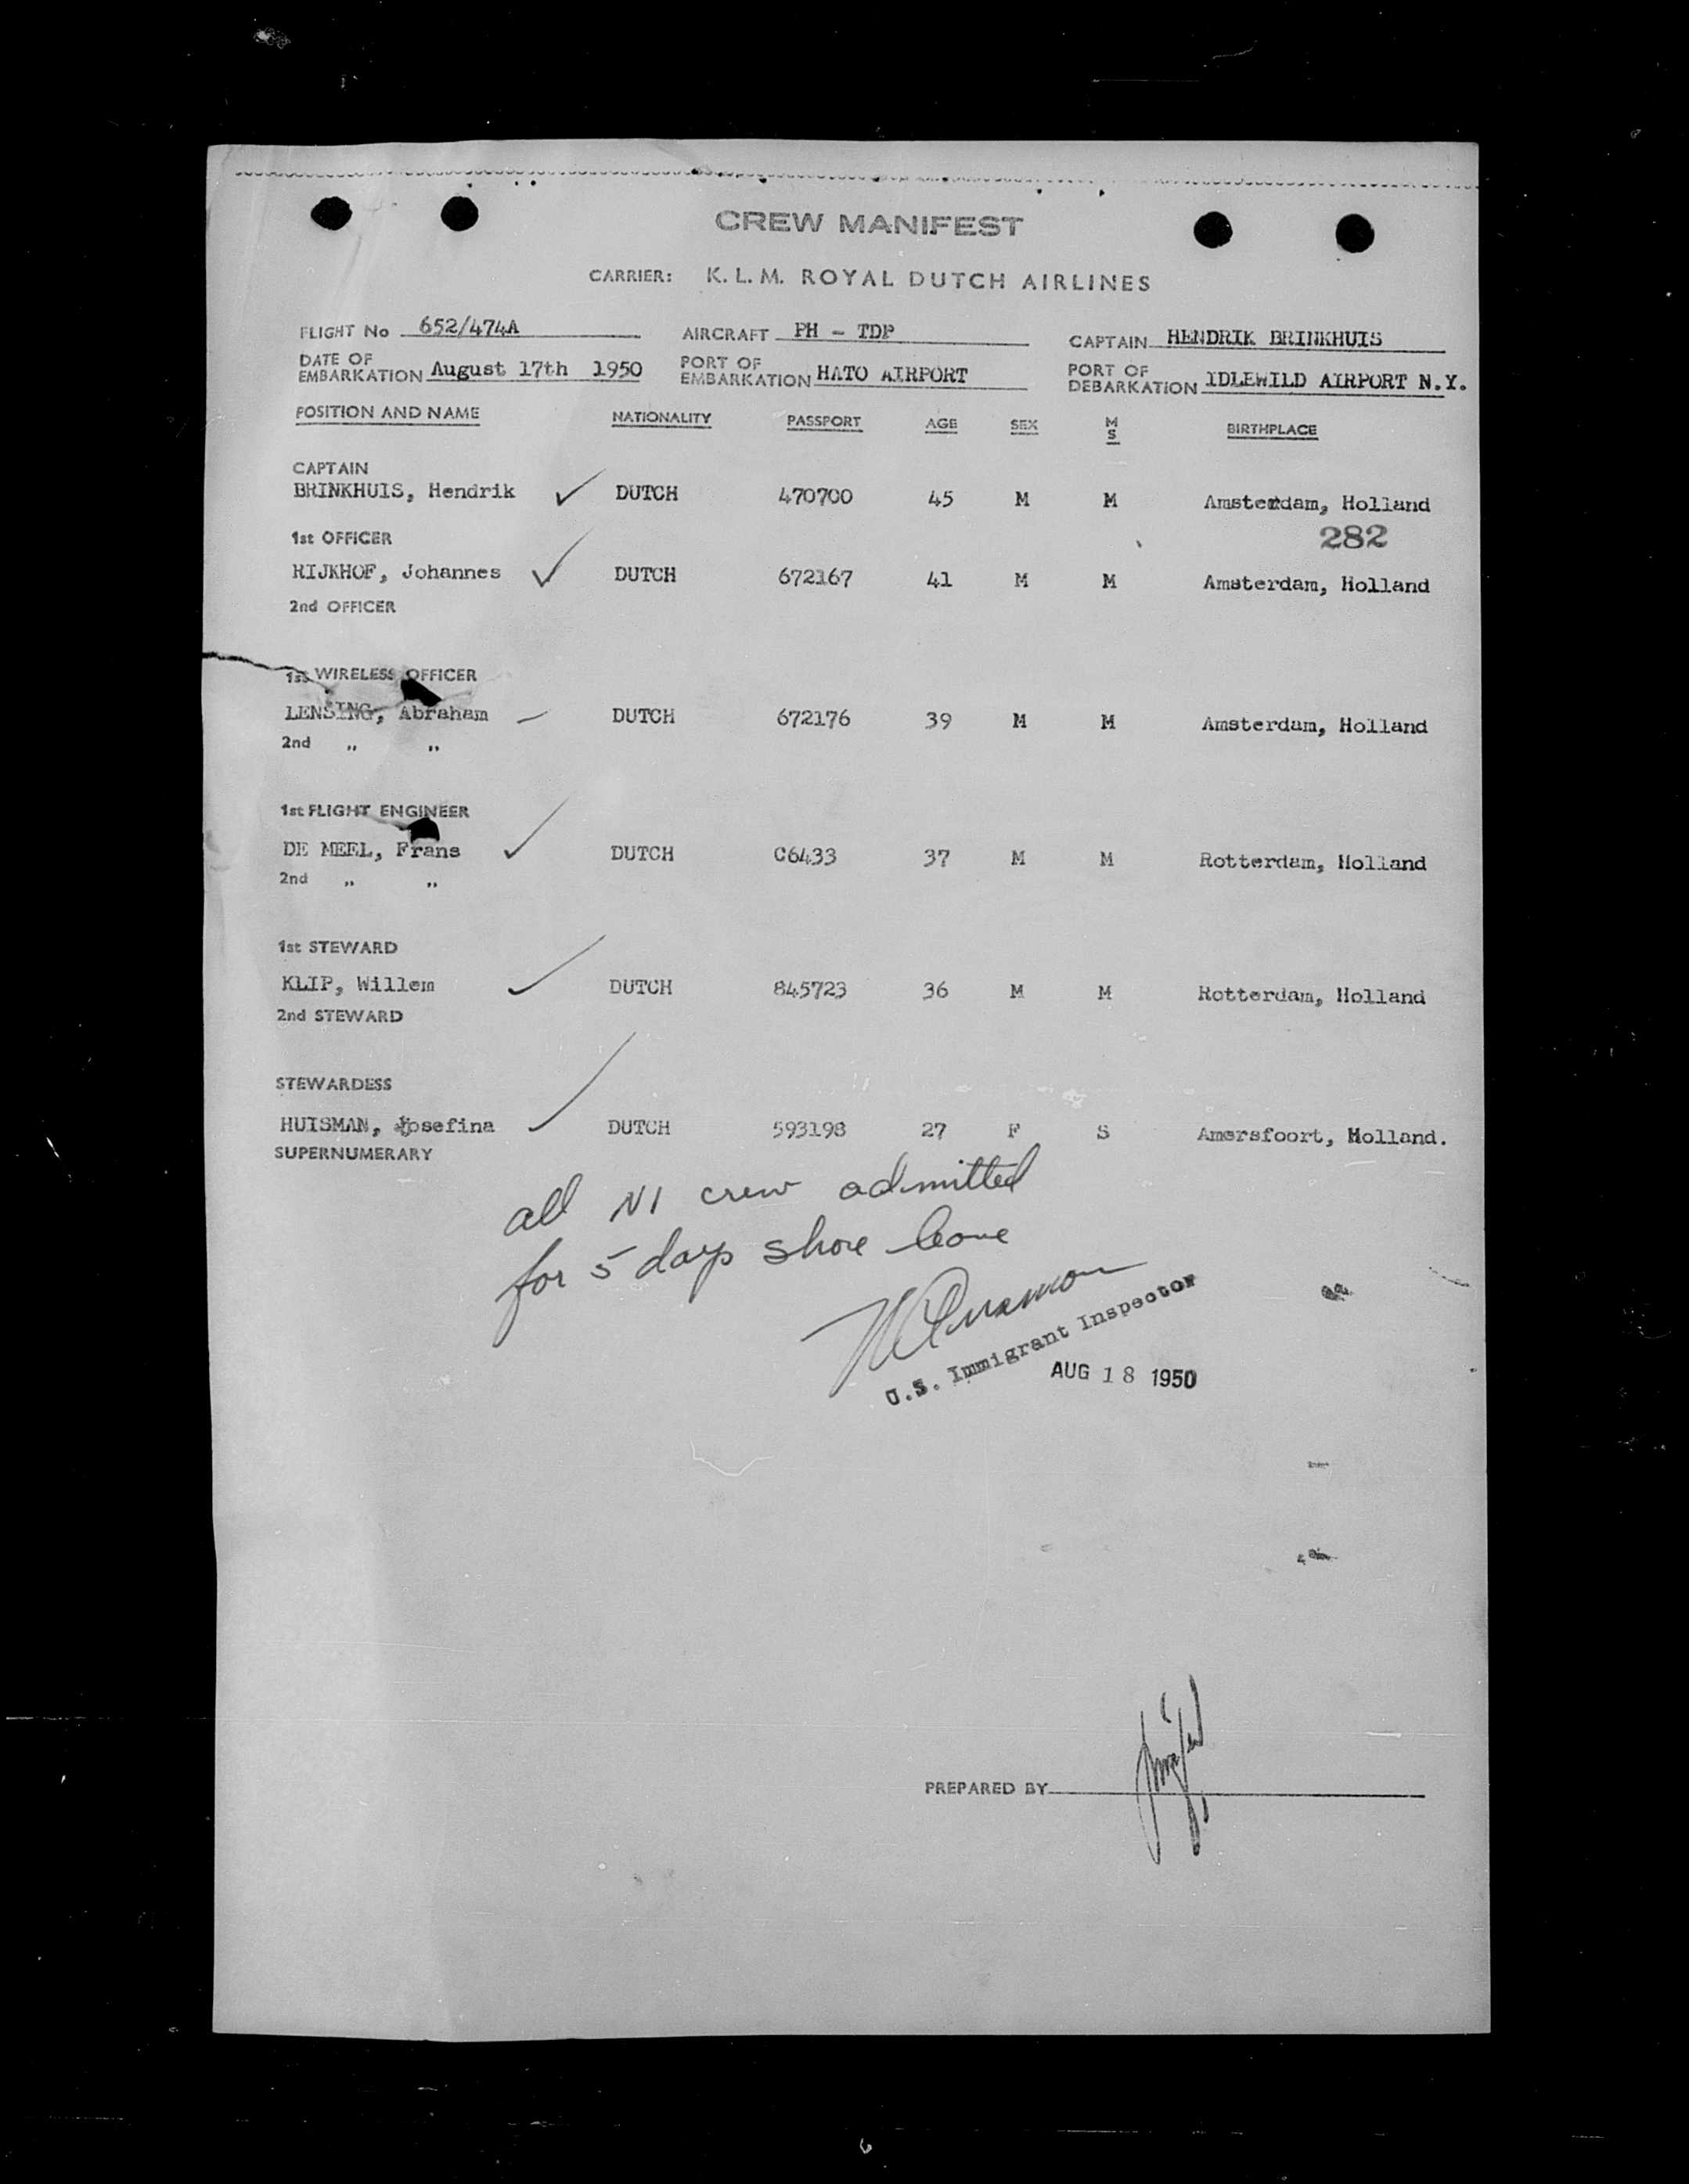 CREW MANIFEST
CARRIER: K.L.M. ROYAL DUTCH AIRLINES
FLIGHT No 652/474A AIRCRAFT PH - TDP CAPTAIN HENDRIK BRINKHUIS
DATE OF EMBARKATION August 17th 1950 PORT OF EMBARKATION HATO AIRPORT PORT OF DEBARKATION IDLEWILD AIRPORT N.Y.
POSITION AND NAME NATIONALITY PASSPORT AGE SEX M S BIRTHPLACE
CAPTAIN
BRINKHUIS, Hendrik DUTCH 470700 45 M M Amsterdam, Holland
282
1st OFFICER
RIJKHOF, Johannes DUTCH 672167 41 M M Amsterdam, Holland
2nd OFFICER
1st WIRELESS OFFICER
LENSING, Abraham DUTCH 672176 39 M M Amsterdam, Holland
2nd " "
1st FLIGHT ENGINEER
DE MEEL, Frans DUTCH C6433 37 M M Rotterdam, Holland
2nd " "
1st STEWARD
KLIP, Willem DUTCH 845723 36 M M Rotterdam, Holland
2nd STEWARD
STEWARDESS
HUISMAN, Josefina DUTCH 593198 27 F S Amersfoort, Holland.
SUPERNUMERARY
all NI crew admitted
for 5 days shore leave
U.S. Immigrant Inspector
AUG 18 1950
PREPARED BY